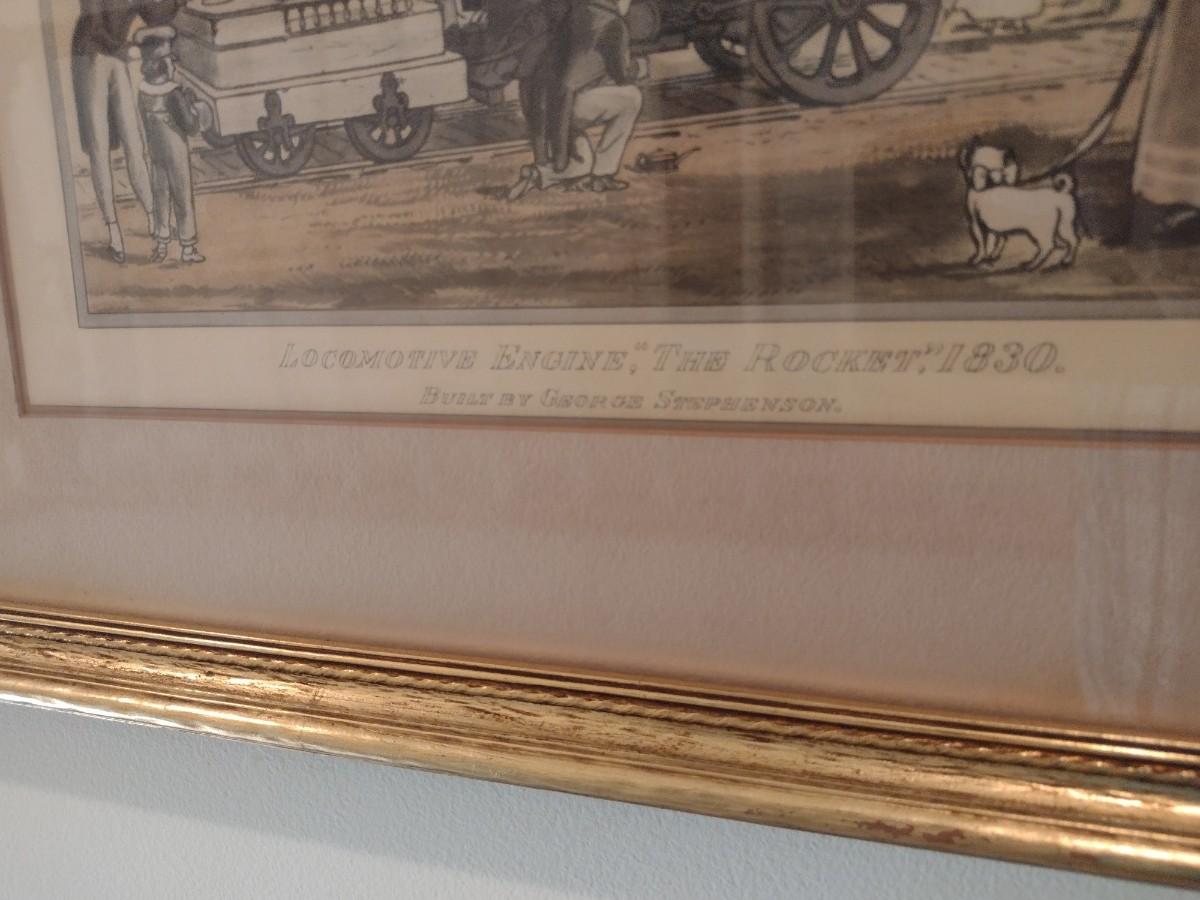 LOCOMOTIVE ENGINE, "THE ROCKET," 1830.
BUILT BY GEORGE STEPHENSON.